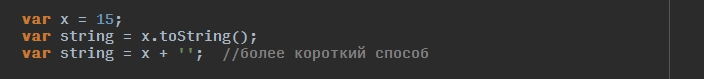 var x = 15;
var string = x.toString();
var string = x + '';  //более короткий способ